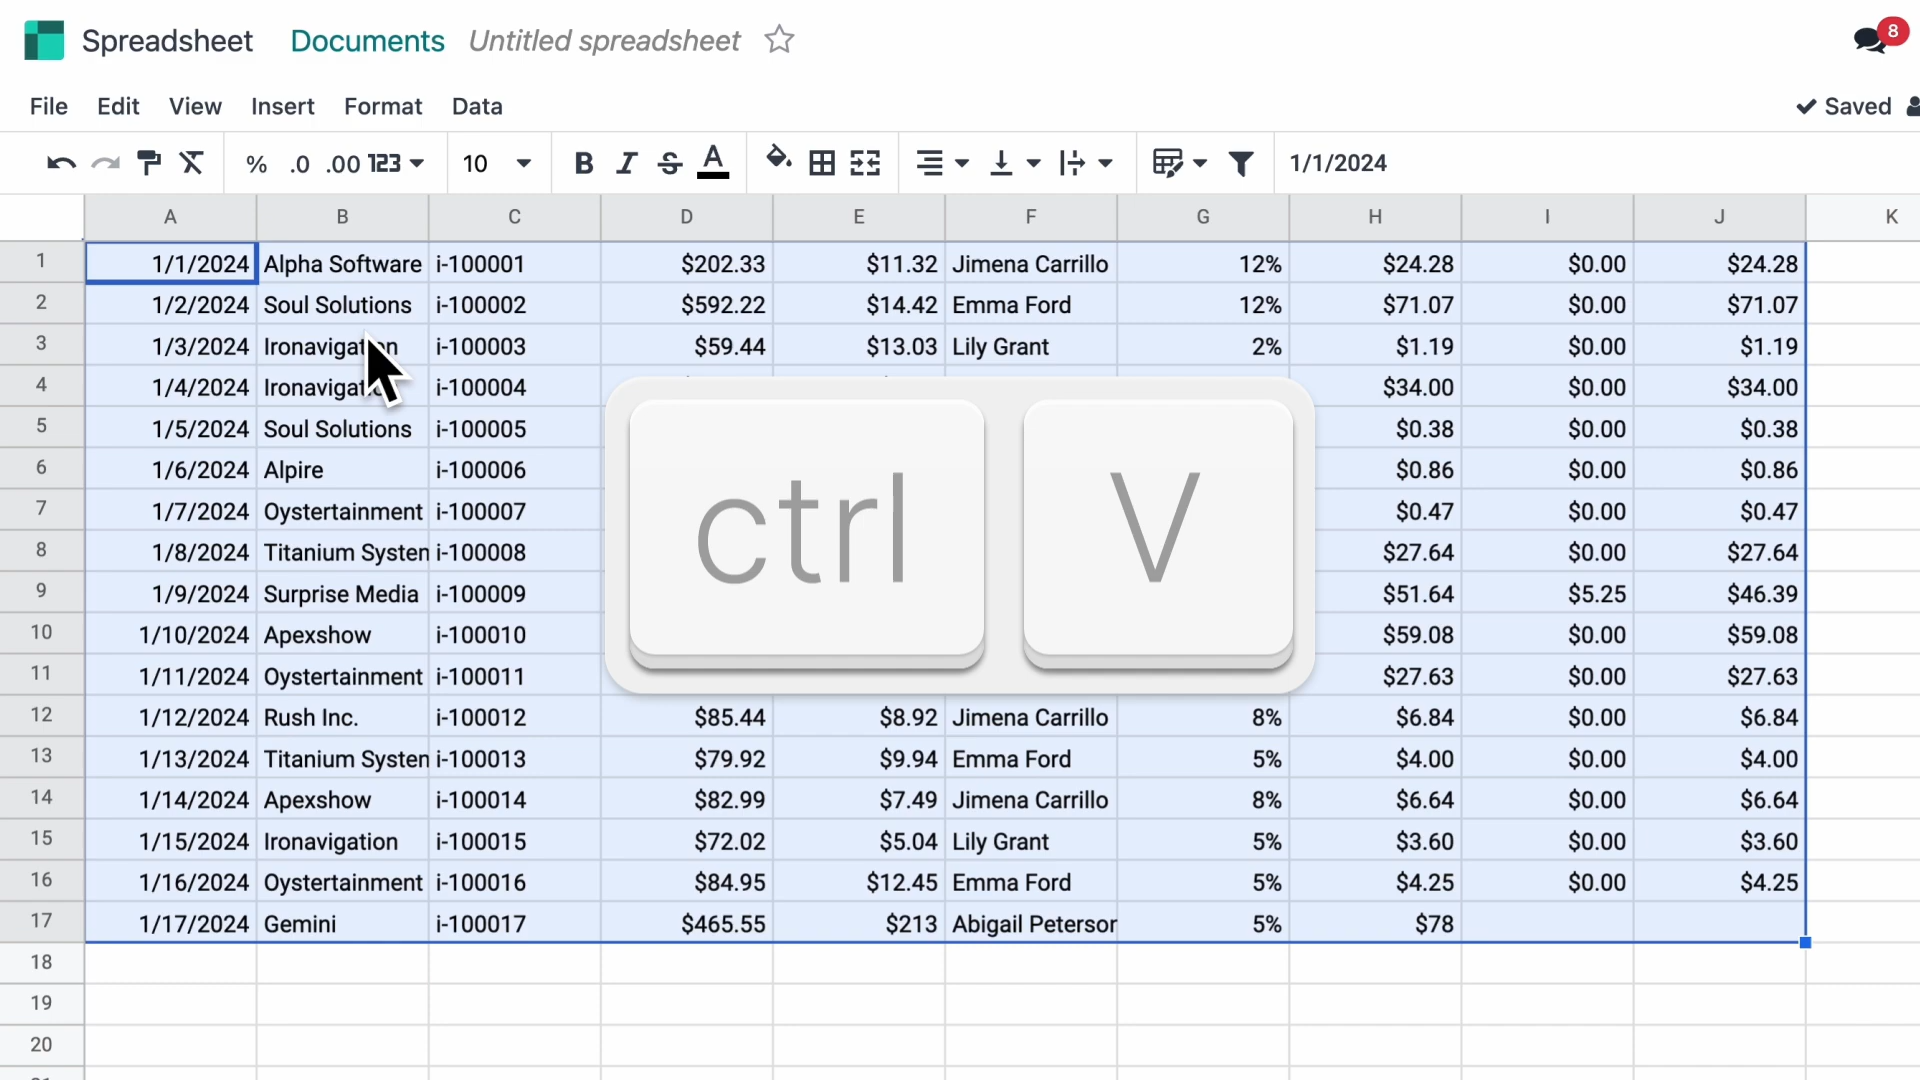 Spreadsheet Documents Untitled spreadsheet 8
File Edit View Insert Format Data Saved
% .0 .00 123 10 B I S A 1/1/2024
A B C D E F G H I J K
1 1/1/2024 Alpha Software i-100001 $202.33 $11.32 Jimena Carrillo 12% $24.28 $0.00 $24.28
2 1/2/2024 Soul Solutions i-100002 $592.22 $14.42 Emma Ford 12% $71.07 $0.00 $71.07
3 1/3/2024 Ironavigation i-100003 $59.44 $13.03 Lily Grant 2% $1.19 $0.00 $1.19
4 1/4/2024 Ironavigation i-100004 $34.00 $0.00 $34.00
5 1/5/2024 Soul Solutions i-100005 $0.38 $0.00 $0.38
6 1/6/2024 Alpire i-100006 $0.86 $0.00 $0.86
7 1/7/2024 Oystertainment i-100007 $0.47 $0.00 $0.47
8 1/8/2024 Titanium System i-100008 $27.64 $0.00 $27.64
9 1/9/2024 Surprise Media i-100009 $51.64 $5.25 $46.39
10 1/10/2024 Apexshow i-100010 $59.08 $0.00 $59.08
11 1/11/2024 Oystertainment i-100011 $27.63 $0.00 $27.63
ctrl V
12 1/12/2024 Rush Inc. i-100012 $85.44 $8.92 Jimena Carrillo 8% $6.84 $0.00 $6.84
13 1/13/2024 Titanium System i-100013 $79.92 $9.94 Emma Ford 5% $4.00 $0.00 $4.00
14 1/14/2024 Apexshow i-100014 $82.99 $7.49 Jimena Carrillo 8% $6.64 $0.00 $6.64
15 1/15/2024 Ironavigation i-100015 $72.02 $5.04 Lily Grant 5% $3.60 $0.00 $3.60
16 1/16/2024 Oystertainment i-100016 $84.95 $12.45 Emma Ford 5% $4.25 $0.00 $4.25
17 1/17/2024 Gemini i-100017 $465.55 $213 Abigail Peterson 5% $78
18
19
20